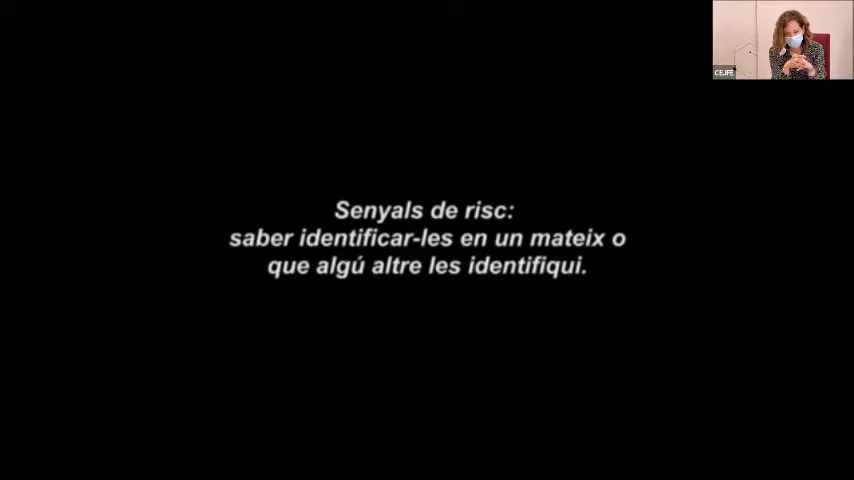 CEJFE
Senyals de risc:
saber identificar-les en un mateix o
que algú altre les identifiqui.